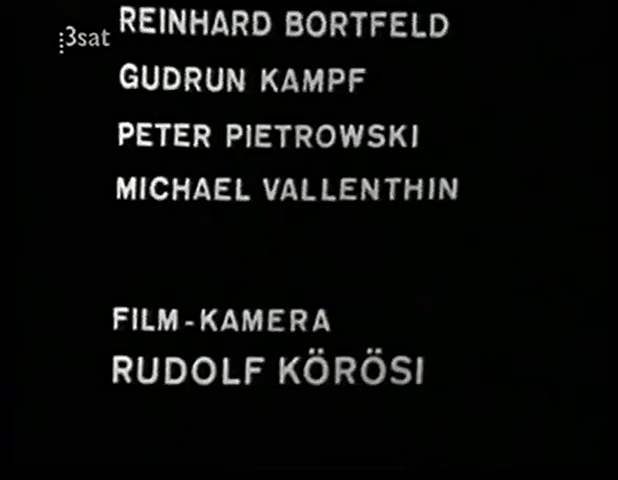 REINHARD BORTFELD
3sat
GUDRUN KAMPF
PETER PIETROWSKI
MICHAEL VALLENTHIN
FILM-KAMERA
RUDOLF KÖRÖSI